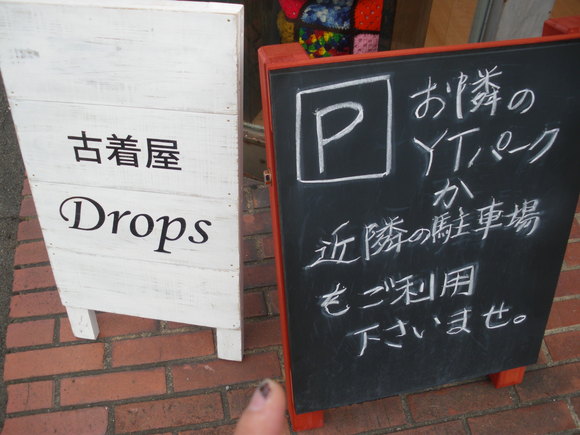 古着屋
Drops
P
お隣の
YTパーク
か
近隣の駐車場
をご利用
下さいませ。